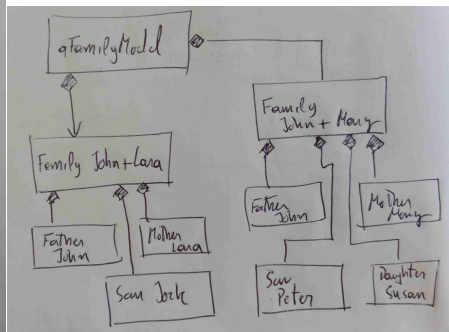 aFamilyModel
Family
John + Mary
Family John+Lara
Father
John
Mother
Lara
Son Jock
Father
John
Mother
Mary
Son
Peter
Daughter
Susan